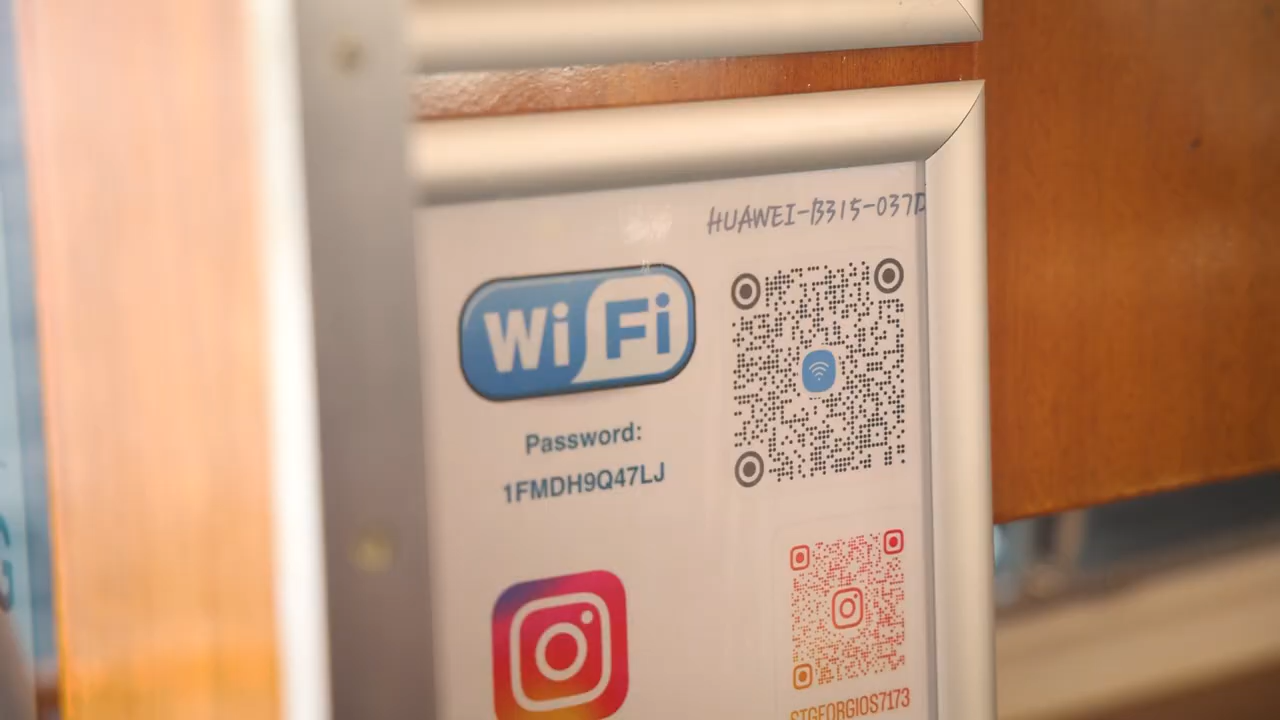 HUAWEI-B315-037D
WiFi
Password:
1FMDH9Q47LJ
STGEORGIOS7173